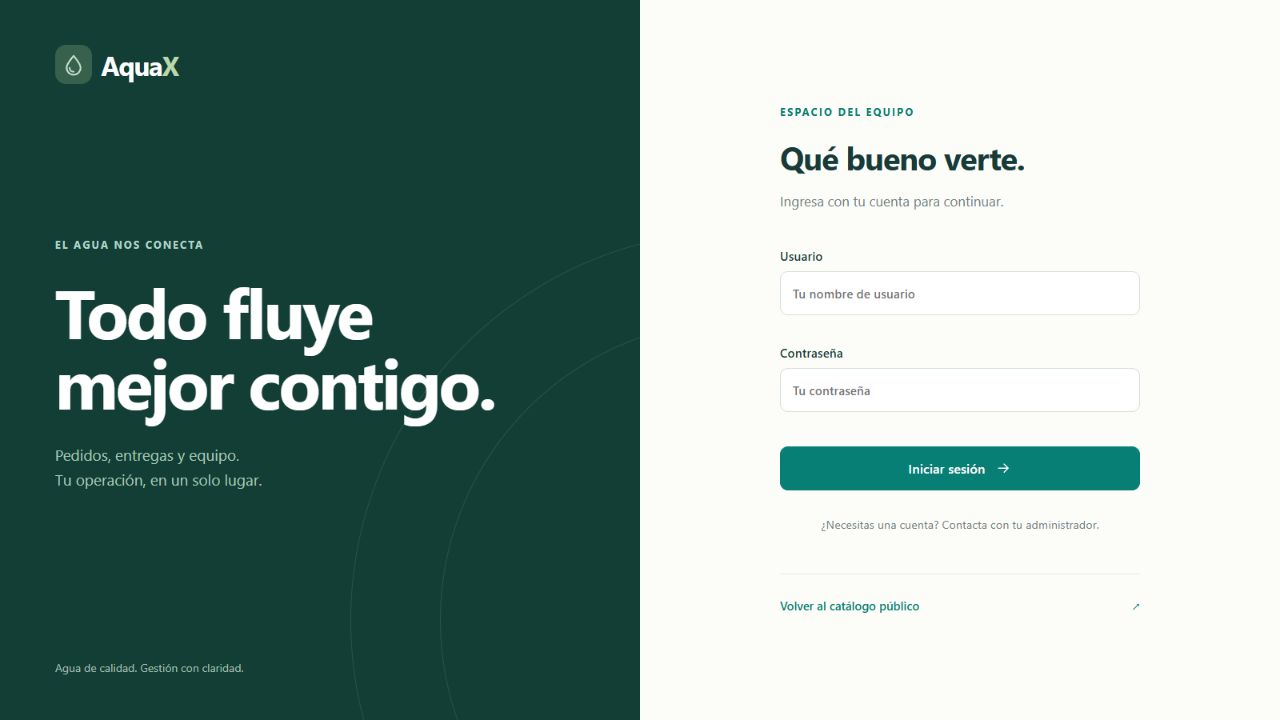 AquaX
EL AGUA NOS CONECTA
Todo fluye
mejor contigo.
Pedidos, entregas y equipo.
Tu operación, en un solo lugar.
Agua de calidad. Gestión con claridad.
ESPACIO DEL EQUIPO
Qué bueno verte.
Ingresa con tu cuenta para continuar.
Usuario
Tu nombre de usuario
Contraseña
Tu contraseña
Iniciar sesión →
¿Necesitas una cuenta? Contacta con tu administrador.
Volver al catálogo público ↗